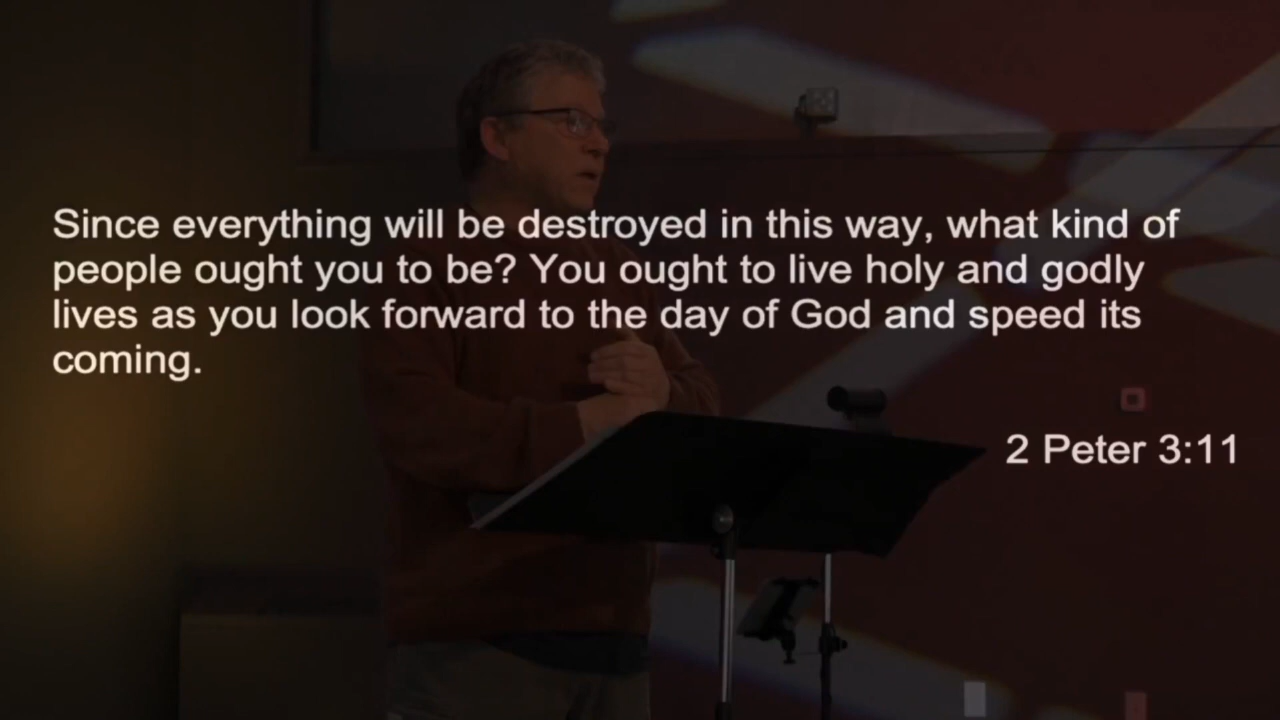 Since everything will be destroyed in this way, what kind of
people ought you to be? You ought to live holy and godly
lives as you look forward to the day of God and speed its
coming.
2 Peter 3:11